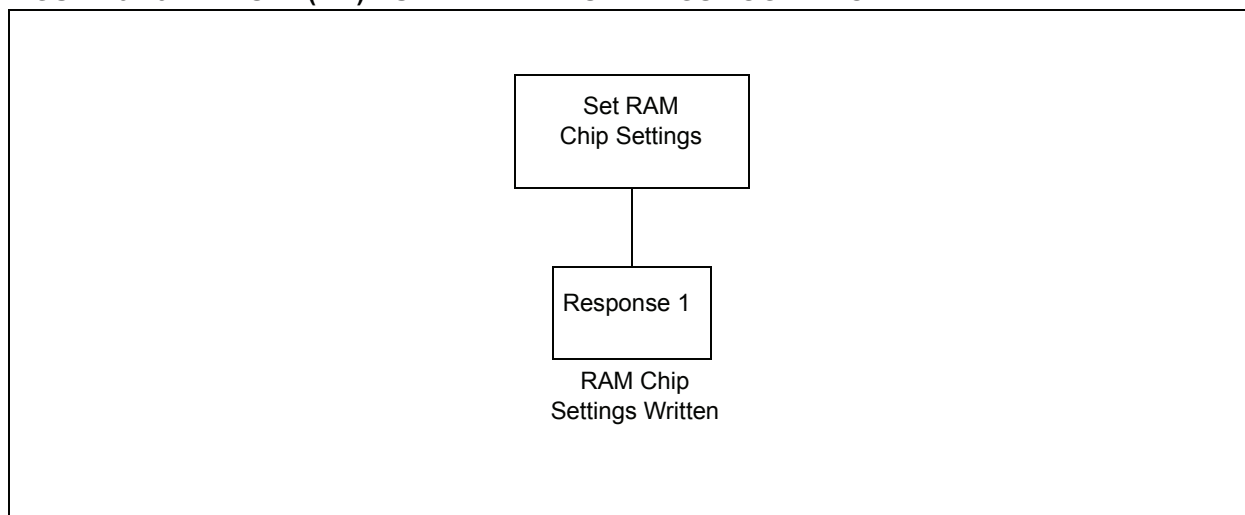 Set RAM
Chip Settings
Response 1
RAM Chip
Settings Written